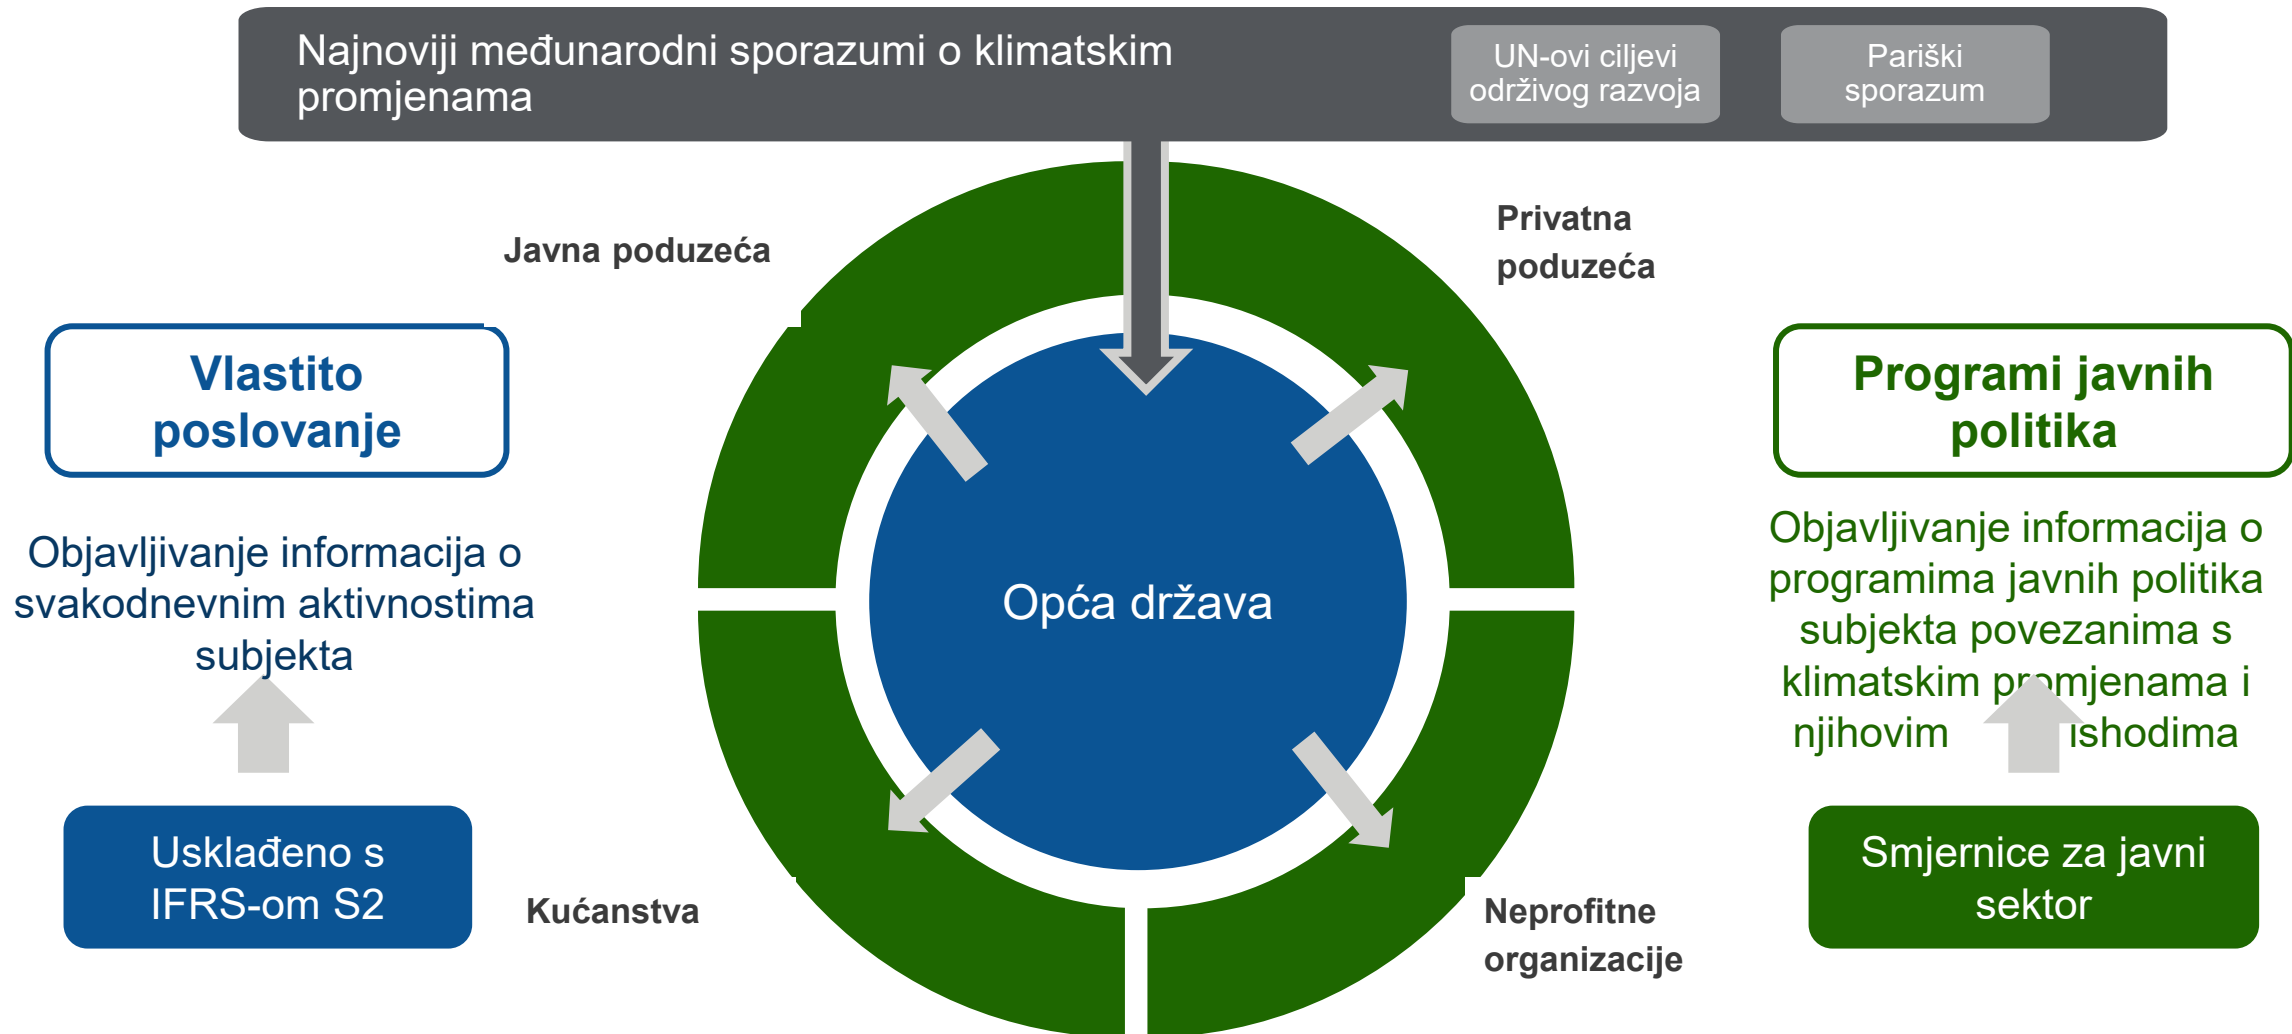 Najnoviji međunarodni sporazumi o klimatskim
promjenama
UN-ovi ciljevi
održivog razvoja
Pariški
sporazum
Javna poduzeća
Privatna
poduzeća
Vlastito
poslovanje
Objavljivanje informacija o
svakodnevnim aktivnostima
subjekta
Usklađeno s
IFRS-om S2
Opća država
Kućanstva
Neprofitne
organizacije
Programi javnih
politika
Objavljivanje informacija o
programima javnih politika
subjekta povezanima s
klimatskim promjenama i
njihovim ishodima
Smjernice za javni
sektor